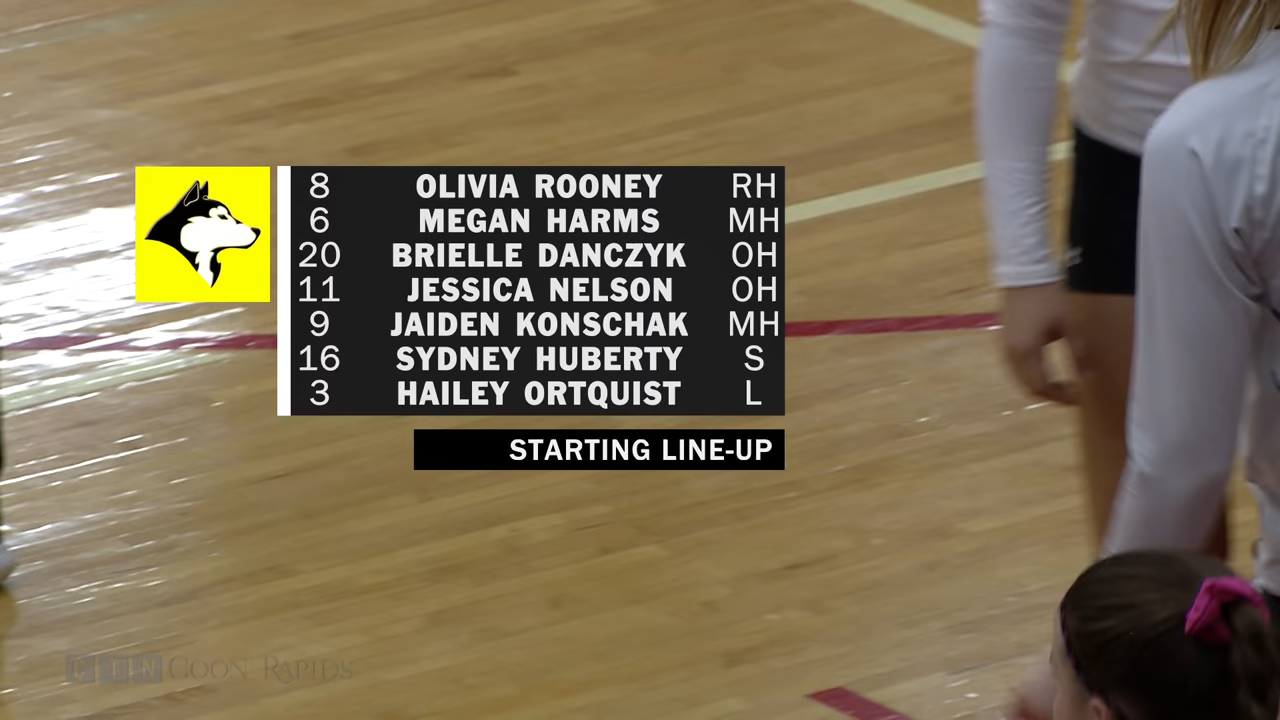 8 OLIVIA ROONEY RH
6 MEGAN HARMS MH
20 BRIELLE DANCZYK OH
11 JESSICA NELSON OH
9 JAIDEN KONSCHAK MH
16 SYDNEY HUBERTY S
3 HAILEY ORTQUIST L
STARTING LINE-UP
CTN COON RAPIDS